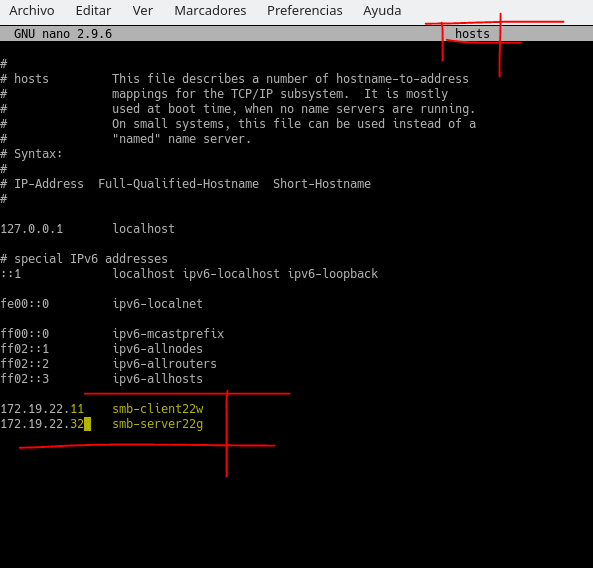 Archivo Editar Ver Marcadores Preferencias Ayuda
GNU nano 2.9.6 hosts
#
# hosts This file describes a number of hostname-to-address
# mappings for the TCP/IP subsystem. It is mostly
# used at boot time, when no name servers are running.
# On small systems, this file can be used instead of a
# "named" name server.
# Syntax:
#
# IP-Address Full-Qualified-Hostname Short-Hostname
#
127.0.0.1 localhost
# special IPv6 addresses
::1 localhost ipv6-localhost ipv6-loopback
fe00::0 ipv6-localnet
ff00::0 ipv6-mcastprefix
ff02::1 ipv6-allnodes
ff02::2 ipv6-allrouters
ff02::3 ipv6-allhosts
172.19.22.11 smb-client22w
172.19.22.32 smb-server22g